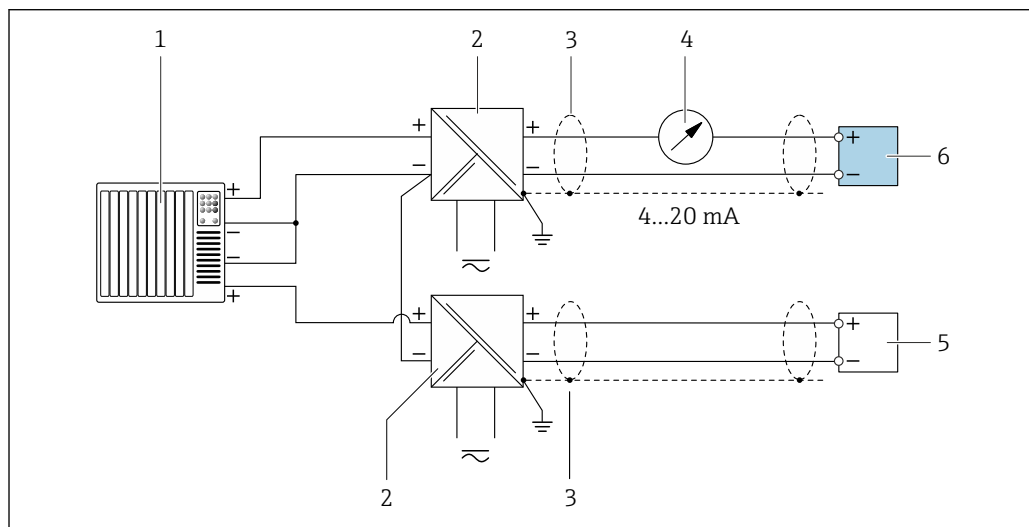 1 2 3 4
+ + +
+ − − + 6
− −
− 4...20 mA
−
+
+ + +
− − − 5
2 3